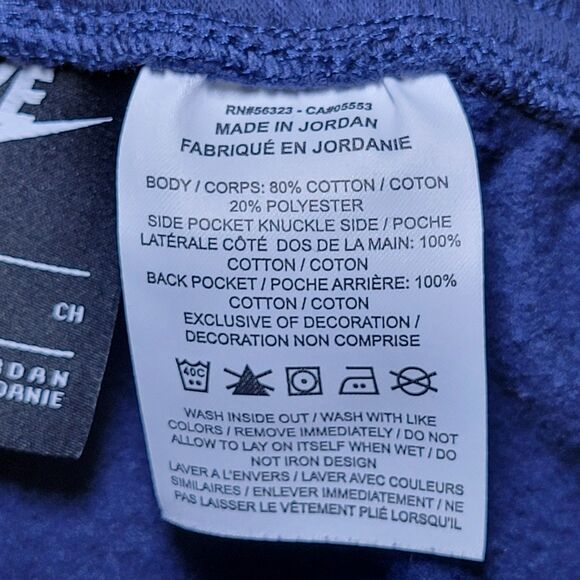 RN#56323 - CA#05553
MADE IN JORDAN
FABRIQUÉ EN JORDANIE
BODY / CORPS: 80% COTTON / COTON
20% POLYESTER
SIDE POCKET KNUCKLE SIDE / POCHE
LATÉRALE CÔTÉ DOS DE LA MAIN: 100%
COTTON / COTON
BACK POCKET / POCHE ARRIÈRE: 100%
COTTON / COTON
EXCLUSIVE OF DECORATION /
DECORATION NON COMPRISE
40C
WASH INSIDE OUT / WASH WITH LIKE
COLORS / REMOVE IMMEDIATELY / DO NOT
ALLOW TO LAY ON ITSELF WHEN WET / DO
NOT IRON DESIGN
LAVER A L'ENVERS / LAVER AVEC COULEURS
SIMILAIRES / ENLEVER IMMEDIATEMENT / NE
PAS LAISSER LE VÊTEMENT PLIÉ LORSQU'IL
CH